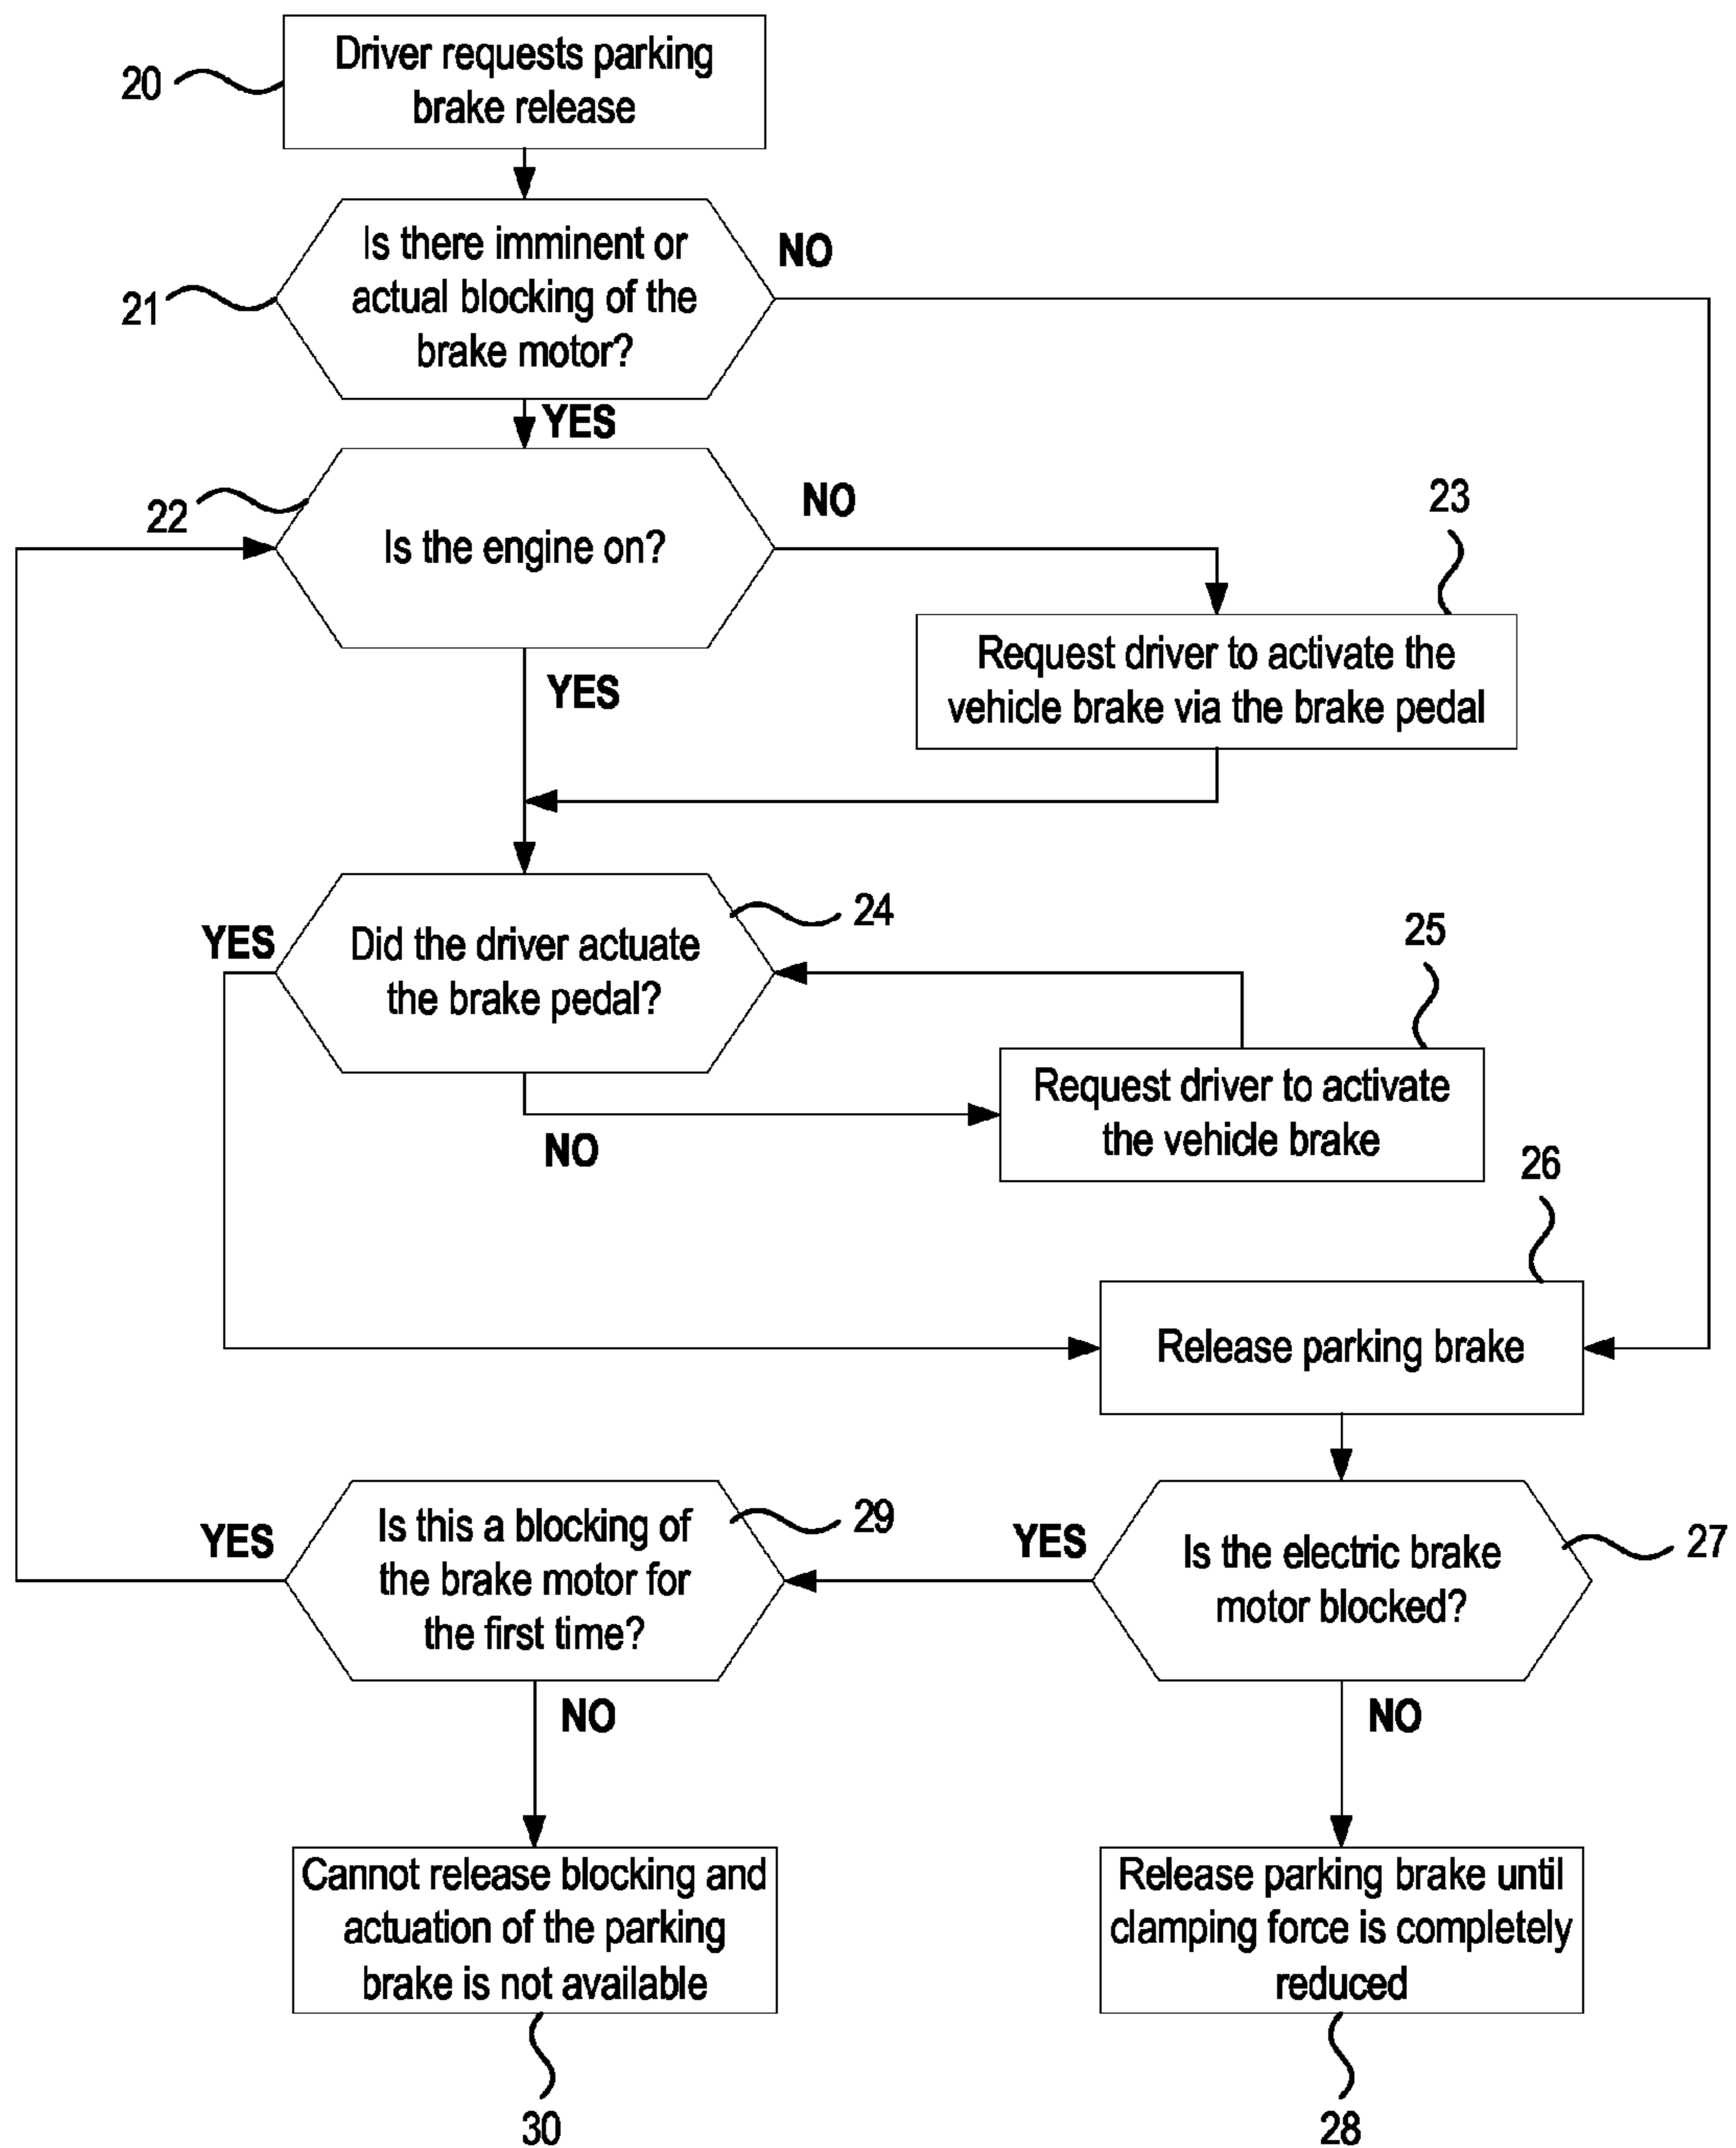 Driver requests parking
brake release
20
Is there imminent or
actual blocking of the
brake motor?
21
NO
YES
22
Is the engine on?
NO
23
Request driver to activate the
vehicle brake via the brake pedal
YES
24
YES
Did the driver actuate
the brake pedal?
25
Request driver to activate
the vehicle brake
NO
26
Release parking brake
YES
Is this a blocking of
the brake motor for
the first time?
29
YES
Is the electric brake
motor blocked?
27
NO
NO
Cannot release blocking and
actuation of the parking
brake is not available
Release parking brake until
clamping force is completely
reduced
30
28